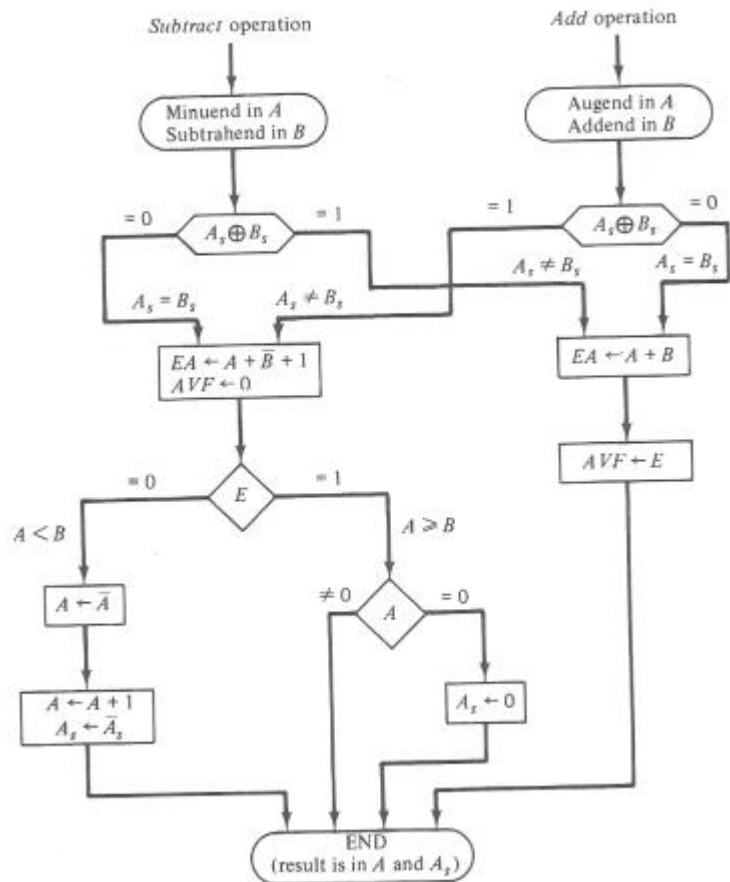 Subtract operation
Add operation
Minuend in A
Subtrahend in B
Augend in A
Addend in B
= 0
A_s ⊕ B_s
= 1
= 1
A_s ⊕ B_s
= 0
A_s = B_s
A_s ≠ B_s
A_s ≠ B_s
A_s = B_s
EA ← A + B̅ + 1
AVF ← 0
EA ← A + B
AVF ← E
= 0
E
= 1
A < B
A ⩾ B
A ← A̅
≠ 0
A
= 0
A ← A + 1
A_s ← A̅_s
A_s ← 0
END
(result is in A and A_s)